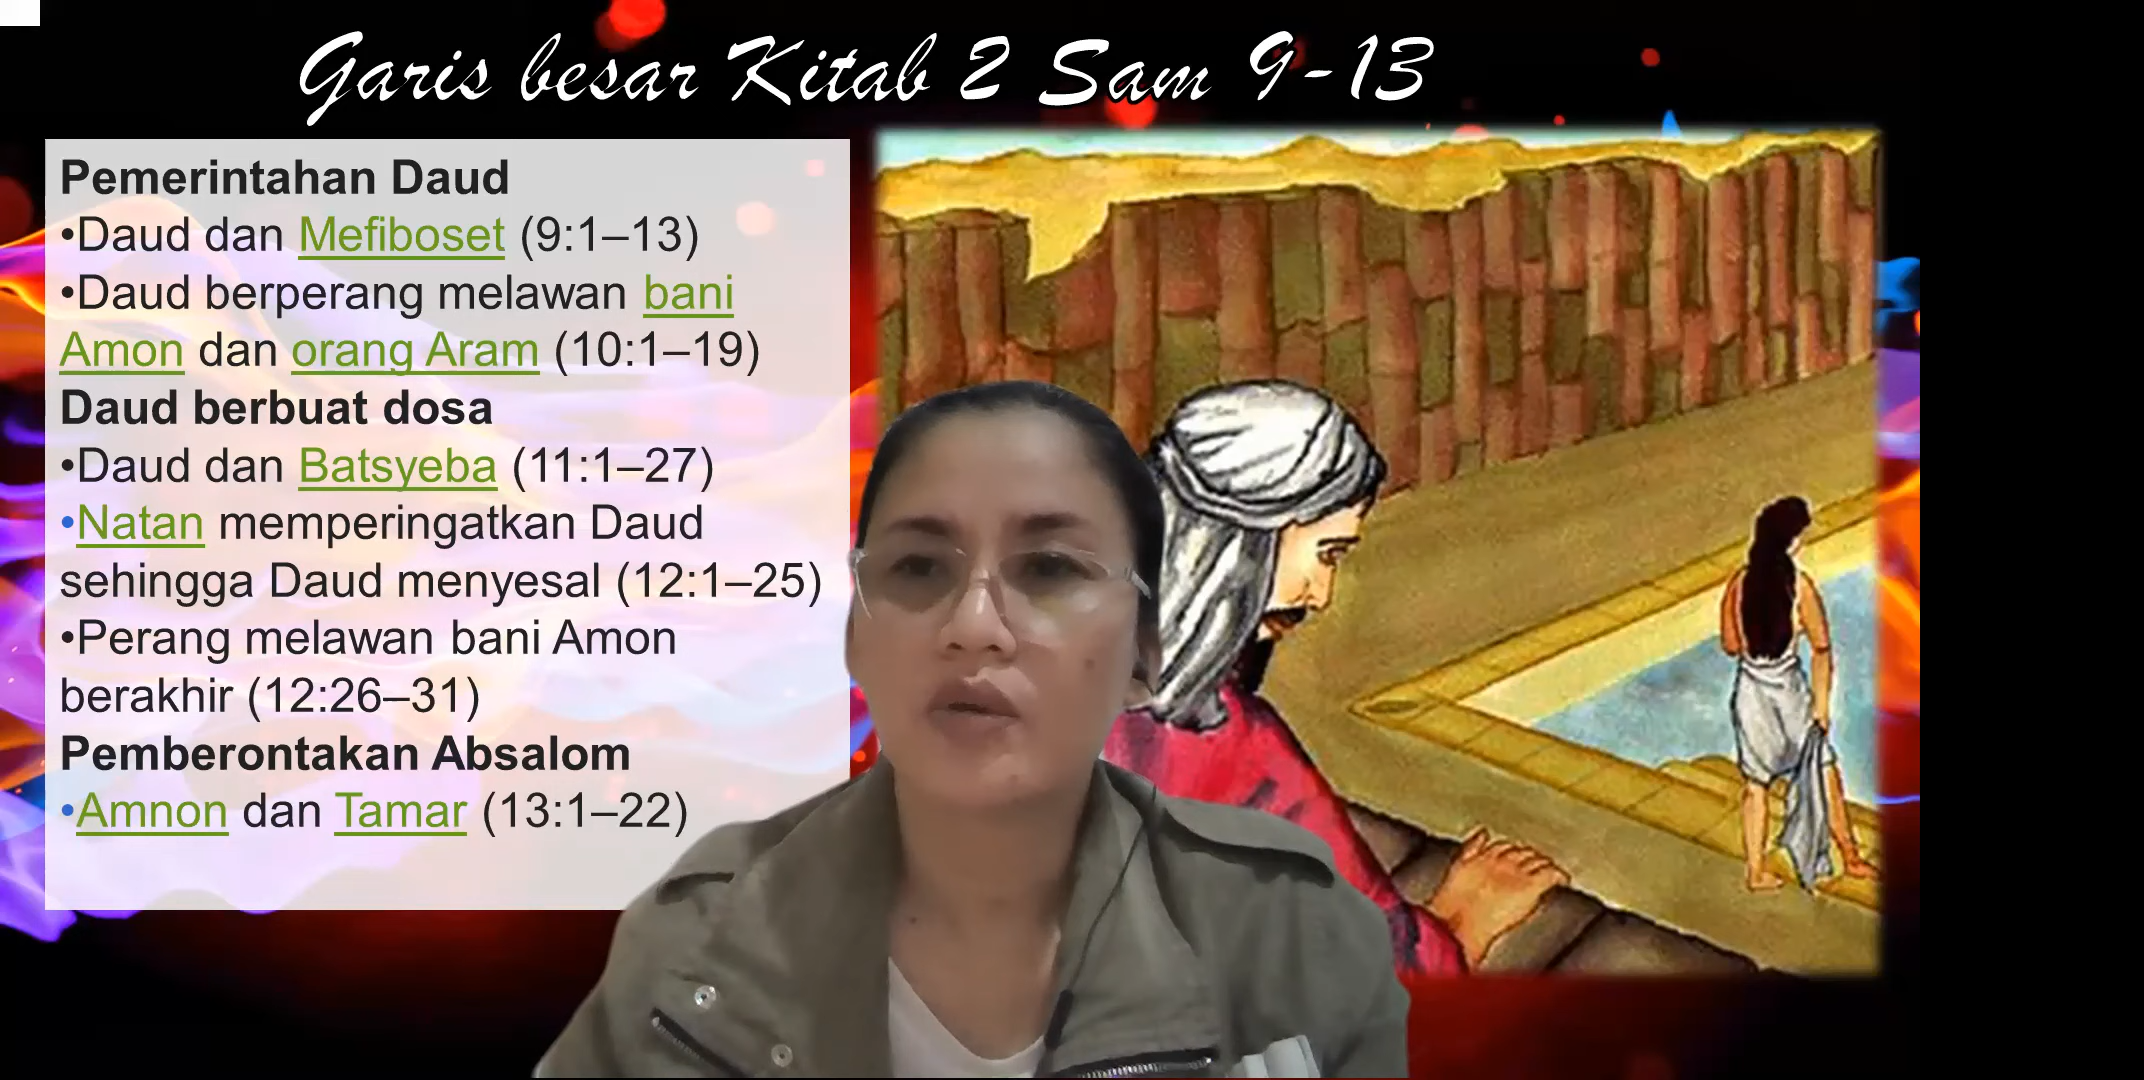 Garis besar Kitab 2 Sam 9-13
Pemerintahan Daud
•Daud dan Mefiboset (9:1–13)
•Daud berperang melawan bani
Amon dan orang Aram (10:1–19)
Daud berbuat dosa
•Daud dan Batsyeba (11:1–27)
•Natan memperingatkan Daud
sehingga Daud menyesal (12:1–25)
•Perang melawan bani Amon
berakhir (12:26–31)
Pemberontakan Absalom
•Amnon dan Tamar (13:1–22)